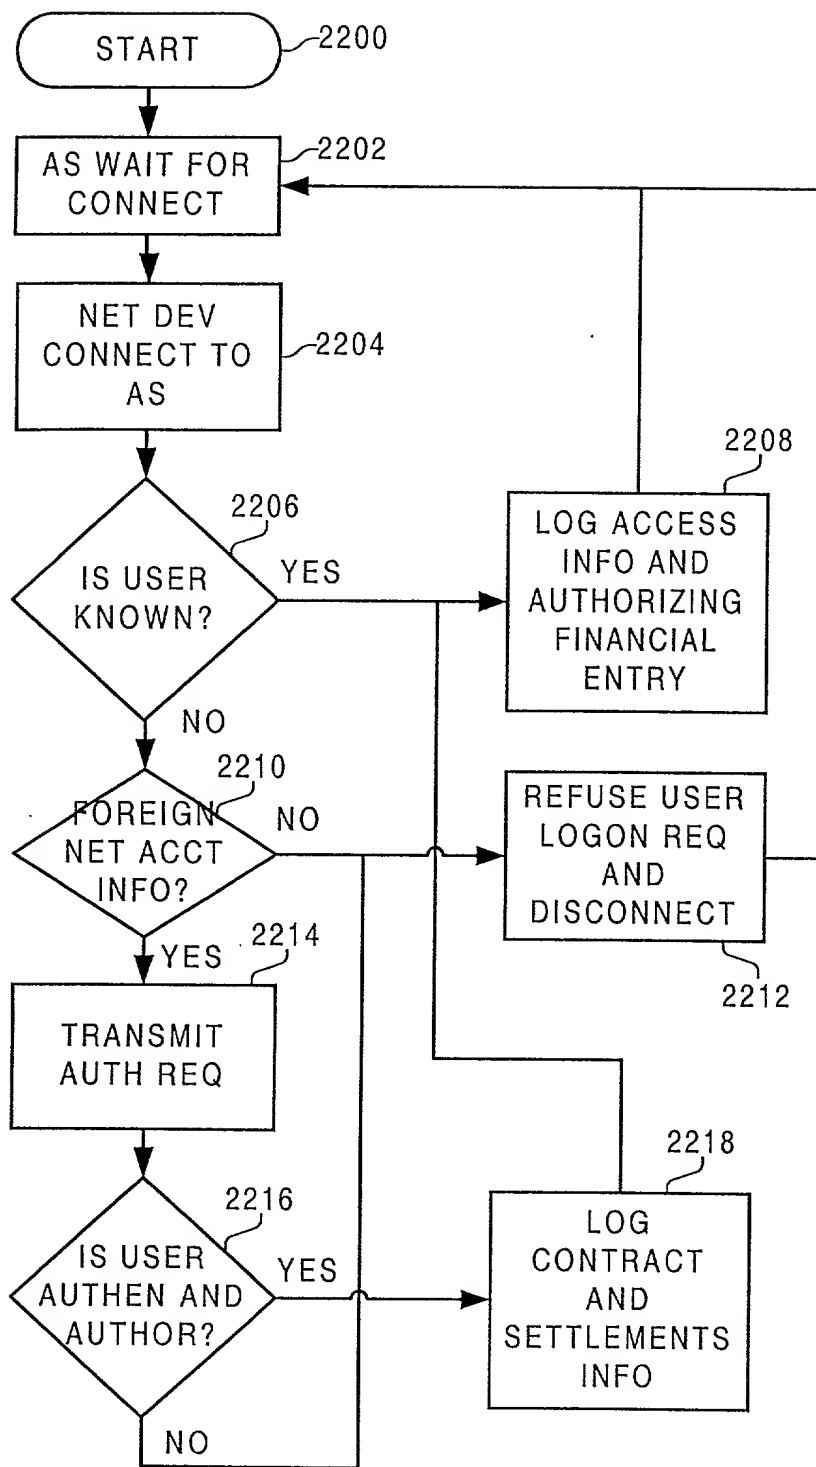 START
2200
AS WAIT FOR
CONNECT
2202
NET DEV
CONNECT TO
AS
2204
IS USER
KNOWN?
2206
YES
NO
2208
LOG ACCESS
INFO AND
AUTHORIZING
FINANCIAL
ENTRY
FOREIGN
NET ACCT
INFO?
2210
NO
YES
REFUSE USER
LOGON REQ
AND
DISCONNECT
2212
2214
TRANSMIT
AUTH REQ
IS USER
AUTHEN AND
AUTHOR?
2216
YES
NO
2218
LOG
CONTRACT
AND
SETTLEMENTS
INFO